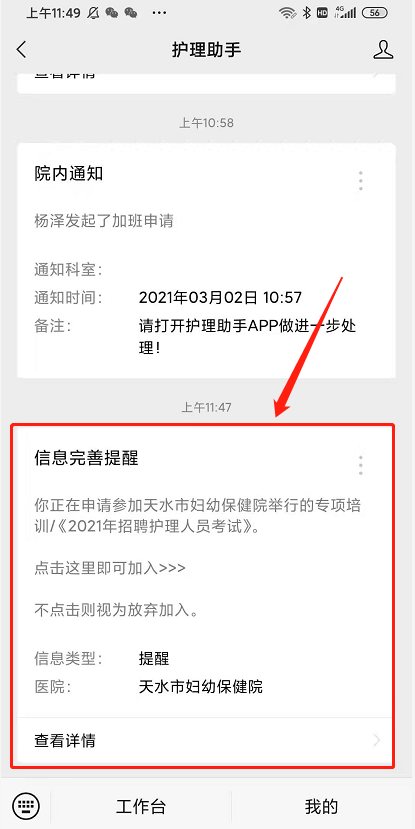 上午11:49
HD
4G
56
护理助手
查看详情
上午10:58
院内通知
杨泽发起了加班申请
通知科室:
通知时间: 2021年03月02日 10:57
备注: 请打开护理助手APP做进一步处
理!
上午11:47
信息完善提醒
你正在申请参加天水市妇幼保健院举行的专项培
训/《2021年招聘护理人员考试》。
点击这里即可加入>>>
不点击则视为放弃加入。
信息类型: 提醒
医院: 天水市妇幼保健院
查看详情
工作台 我的